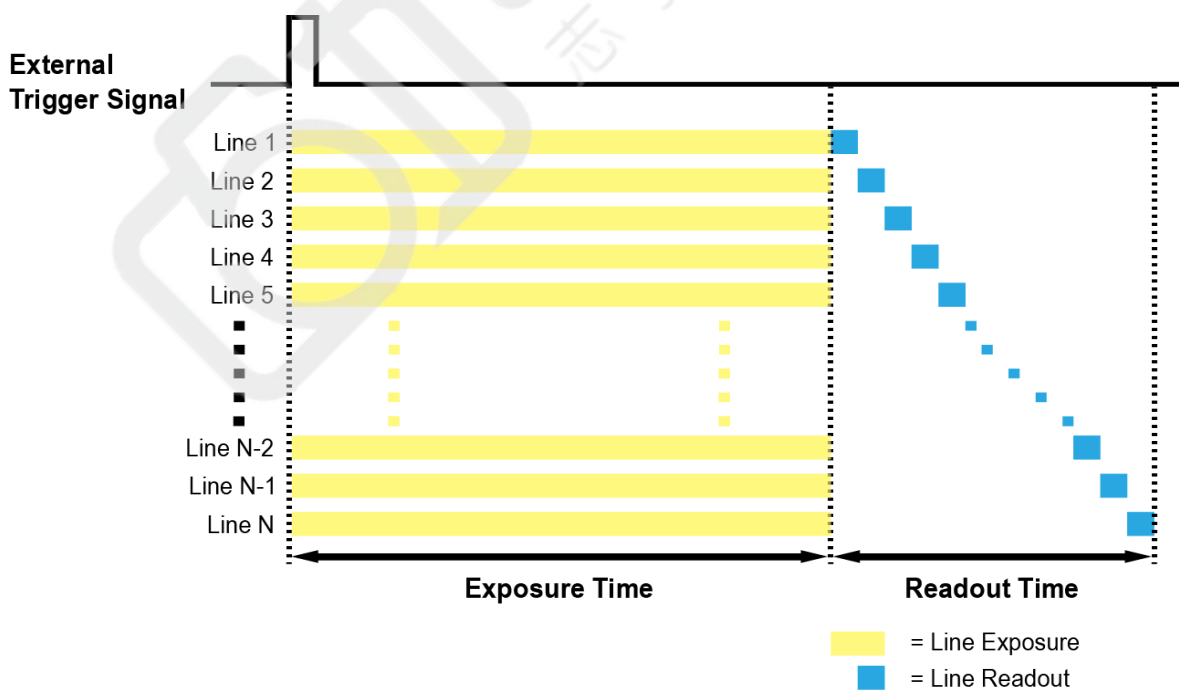 External
Trigger Signal
Line 1
Line 2
Line 3
Line 4
Line 5
Line N-2
Line N-1
Line N
Exposure Time
Readout Time
= Line Exposure
= Line Readout
志